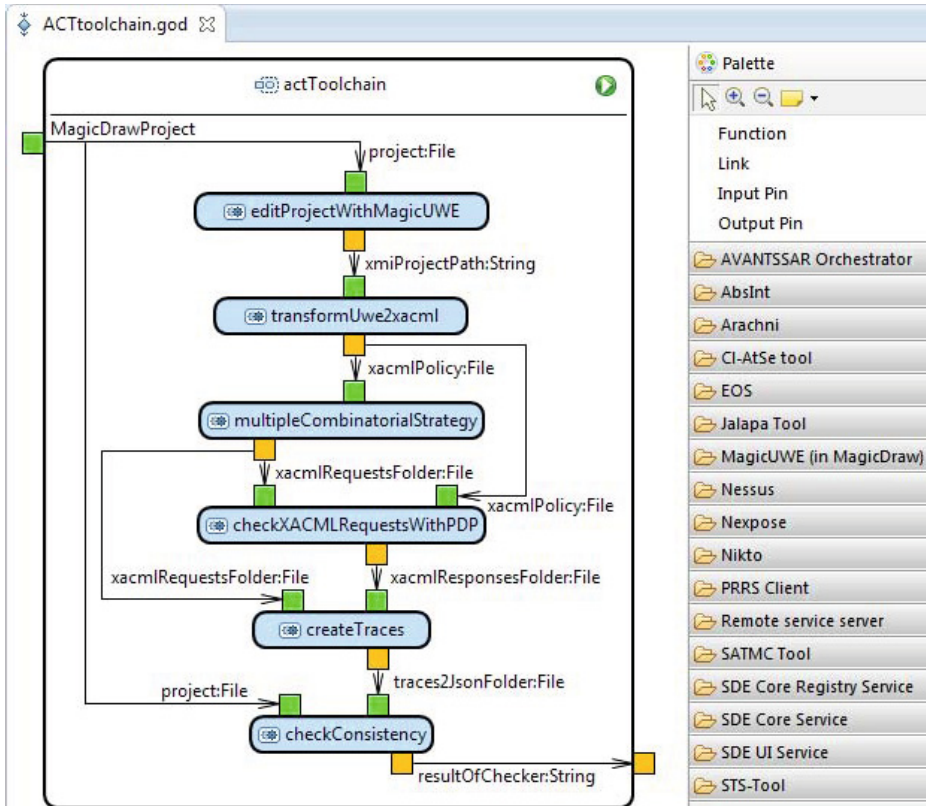 ACTtoolchain.god
actToolchain
MagicDrawProject
project:File
editProjectWithMagicUWE
xmiProjectPath:String
transformUwe2xacml
xacmlPolicy:File
multipleCombinatorialStrategy
xacmlRequestsFolder:File
xacmlPolicy:File
checkXACMLRequestsWithPDP
xacmlRequestsFolder:File
xacmlResponsesFolder:File
createTraces
traces2JsonFolder:File
project:File
checkConsistency
resultOfChecker:String
Palette
Function
Link
Input Pin
Output Pin
AVANTSSAR Orchestrator
AbsInt
Arachni
Cl-AtSe tool
EOS
Jalapa Tool
MagicUWE (in MagicDraw)
Nessus
Nexpose
Nikto
PRRS Client
Remote service server
SATMC Tool
SDE Core Registry Service
SDE Core Service
SDE UI Service
STS-Tool